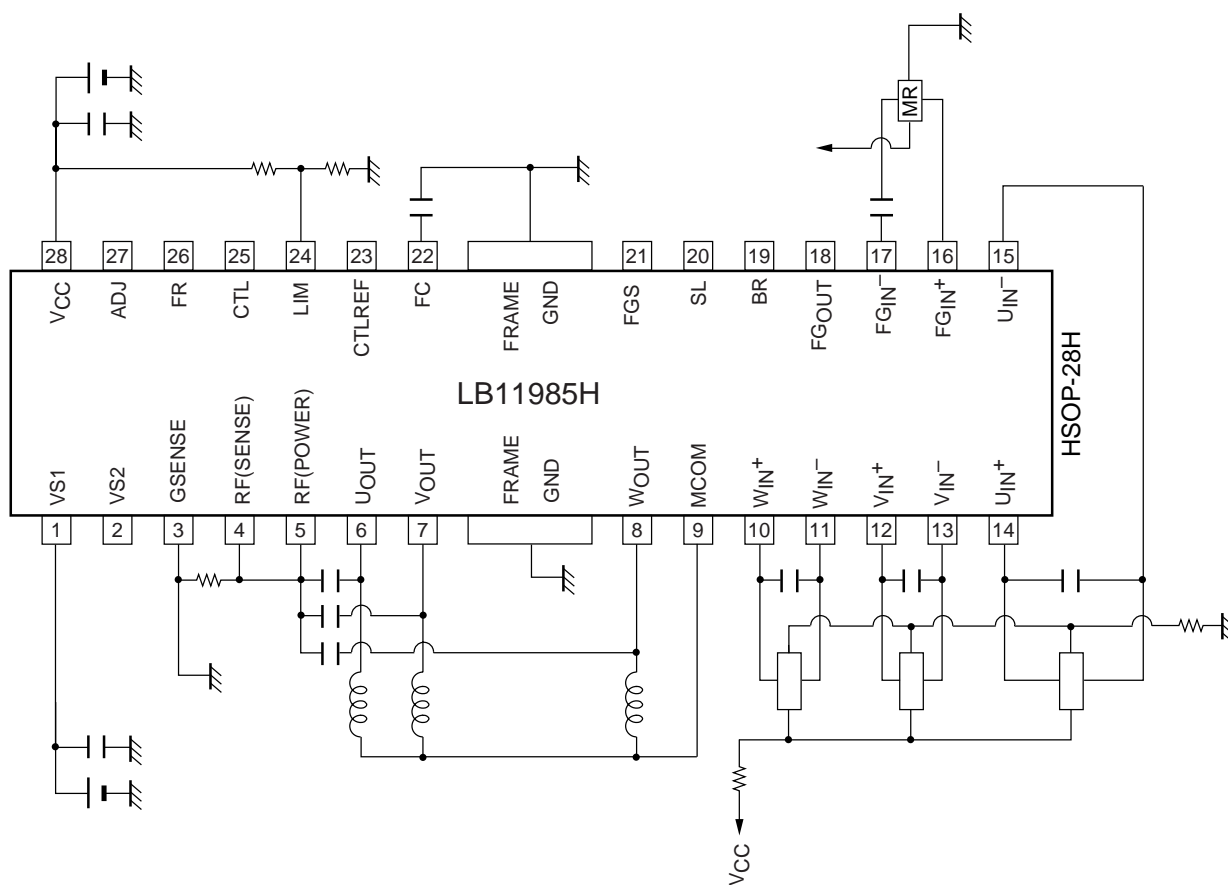 MR
28 27 26 25 24 23 22 21 20 19 18 17 16 15
VCC ADJ FR CTL LIM CTLREF FC FRAME GND FGS SL BR FGOUT FGIN- FGIN+ UIN-
LB11985H
HSOP-28H
VS1 VS2 GSENSE RF(SENSE) RF(POWER) UOUT VOUT FRAME GND WOUT MCOM WIN+ WIN- VIN+ VIN- UIN+
1 2 3 4 5 6 7 8 9 10 11 12 13 14
VCC